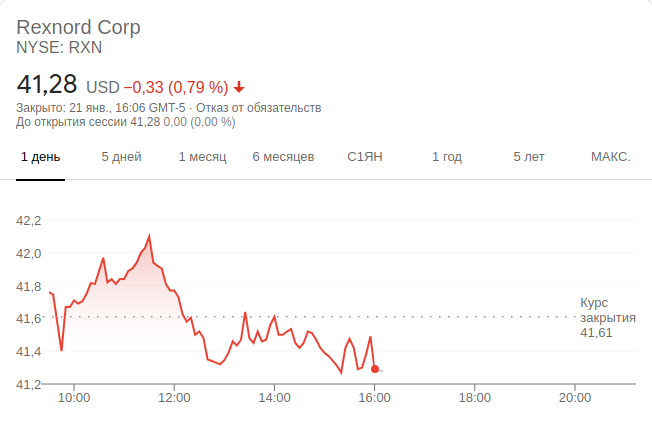 Rexnord Corp
NYSE: RXN
41,28 USD −0,33 (0,79 %)
Закрыто: 21 янв., 16:06 GMT-5 · Отказ от обязательств
До открытия сессии 41,28 0,00 (0,00 %)
1 день 5 дней 1 месяц 6 месяцев С1ЯН 1 год 5 лет МАКС.
42,2
42,0
41,8
41,6
41,4
41,2
Курс
закрытия
41,61
10:00 12:00 14:00 16:00 18:00 20:00